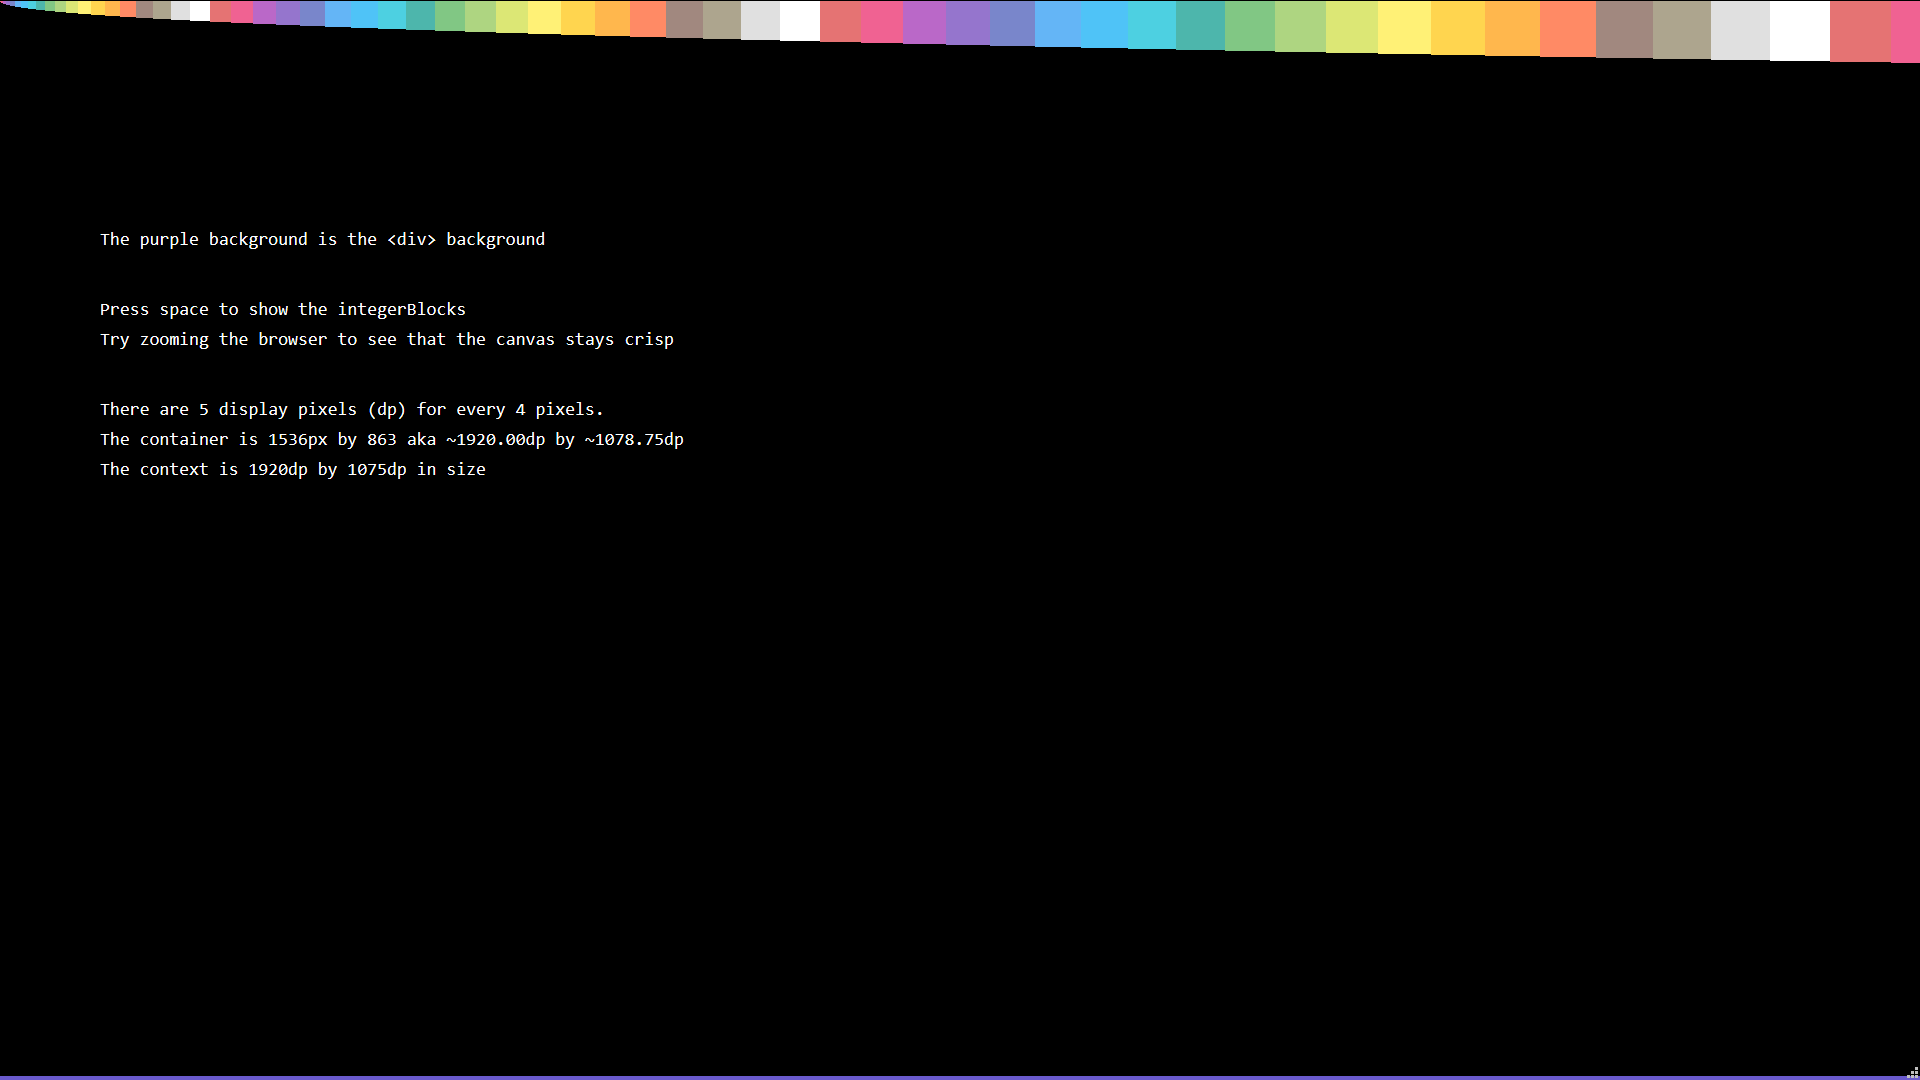 The purple background is the <div> background
Press space to show the integerBlocks
Try zooming the browser to see that the canvas stays crisp
There are 5 display pixels (dp) for every 4 pixels.
The container is 1536px by 863 aka ~1920.00dp by ~1078.75dp
The context is 1920dp by 1075dp in size